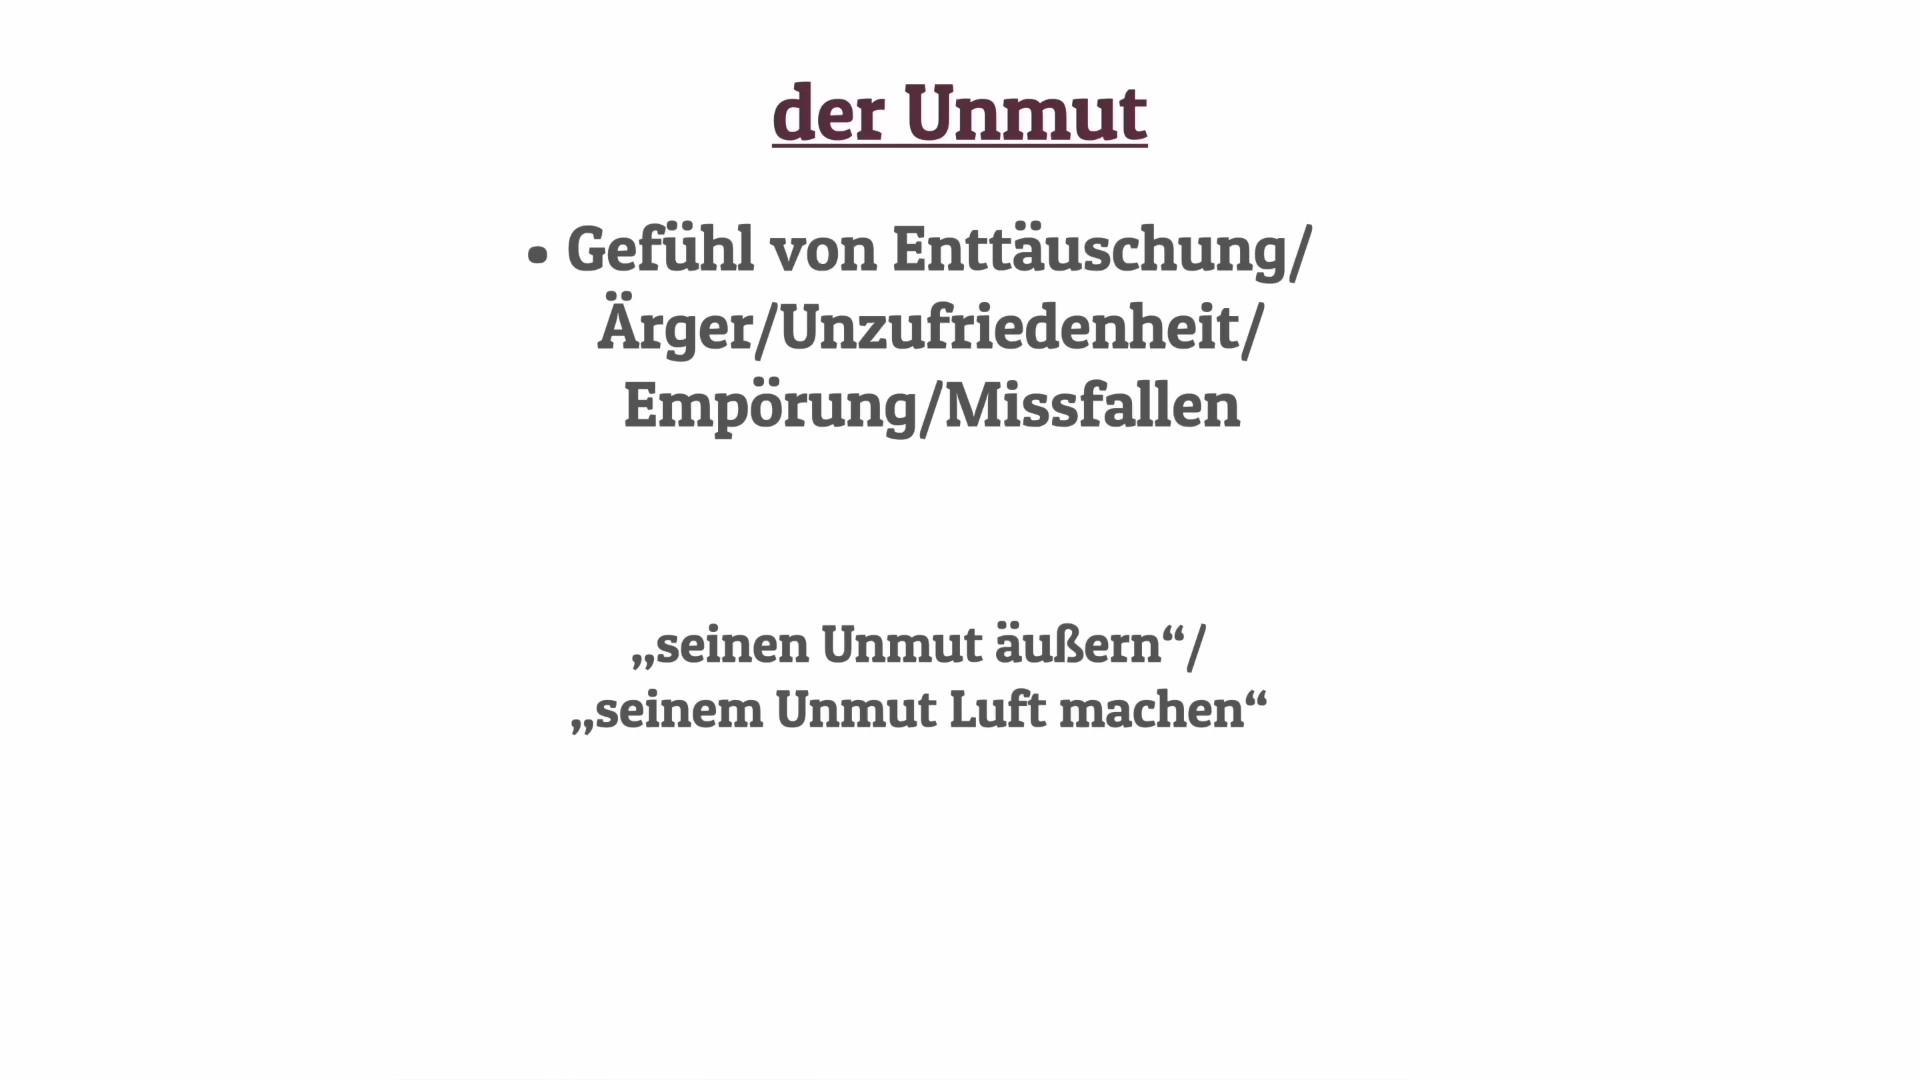 der Unmut
• Gefühl von Enttäuschung/
Ärger/Unzufriedenheit/
Empörung/Missfallen
„seinen Unmut äußern“/
„seinem Unmut Luft machen“